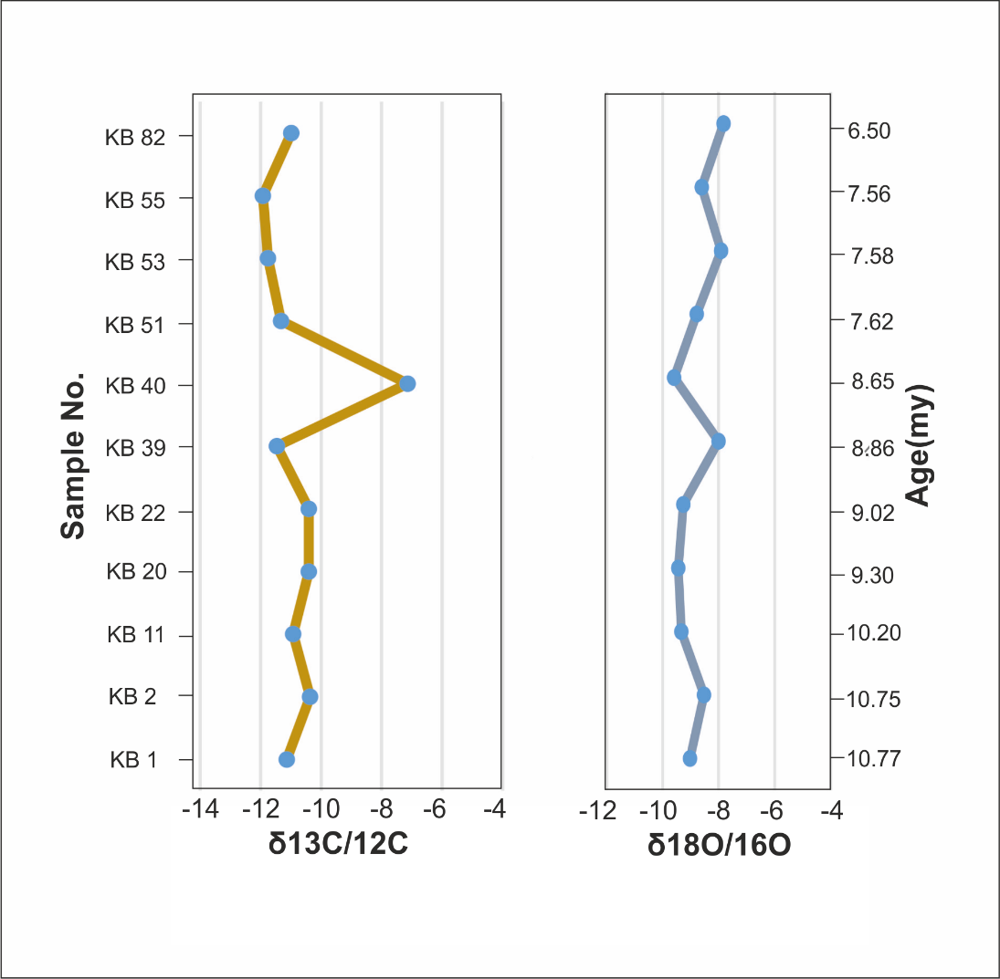 KB 82
KB 55
KB 53
KB 51
KB 40
KB 39
KB 22
KB 20
KB 11
KB 2
KB 1
Sample No.
-14 -12 -10 -8 -6 -4
δ13C/12C
6.50
7.56
7.58
7.62
8.65
8.86
9.02
9.30
10.20
10.75
10.77
Age(my)
-12 -10 -8 -6 -4
δ18O/16O